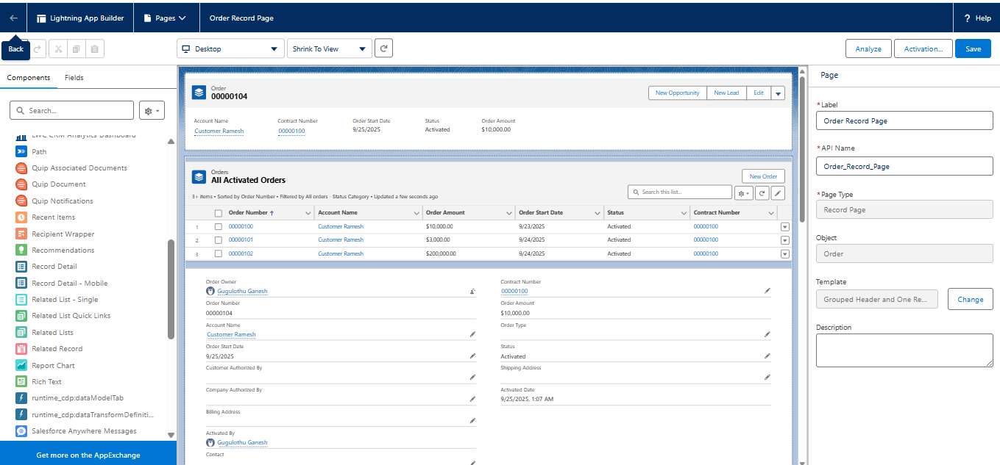 Lightning App Builder
Pages
Order Record Page
? Help
Back
Desktop
Shrink To View
Analyze
Activation...
Save
Components
Fields
Search...
LWC CRM Analytics Dashboard
Path
Quip Associated Documents
Quip Document
Quip Notifications
Recent Items
Recipient Wrapper
Recommendations
Record Detail
Record Detail - Mobile
Related List - Single
Related List Quick Links
Related Lists
Related Record
Report Chart
Rich Text
runtime_cdp:dataModelTab
runtime_cdp:dataTransformDefiniti...
Salesforce Anywhere Messages
Get more on the AppExchange
Order
00000104
New Opportunity
New Lead
Edit
Account Name
Contract Number
Order Start Date
Status
Order Amount
Customer Ramesh
00000100
9/25/2025
Activated
$10,000.00
Orders
All Activated Orders
New Order
3+ items • Sorted by Order Number • Filtered by All orders · Status Category • Updated a few seconds ago
Search this list...
Order Number ↑ Account Name Order Amount Order Start Date Status Contract Number
1 00000100 Customer Ramesh $10,000.00 9/23/2025 Activated 00000100
2 00000101 Customer Ramesh $3,000.00 9/24/2025 Activated 00000100
3 00000102 Customer Ramesh $200,000.00 9/24/2025 Activated 00000100
Order Owner
Gugulothu Ganesh
Order Number
00000104
Account Name
Customer Ramesh
Order Start Date
9/25/2025
Customer Authorized By
Company Authorized By
Billing Address
Activated By
Gugulothu Ganesh
Contact
Contract Number
00000100
Order Amount
$10,000.00
Order Type
Status
Activated
Shipping Address
Activated Date
9/25/2025, 1:07 AM
Page
*Label
Order Record Page
*API Name
Order_Record_Page
*Page Type
Record Page
Object
Order
Template
Grouped Header and One Re...
Change
Description